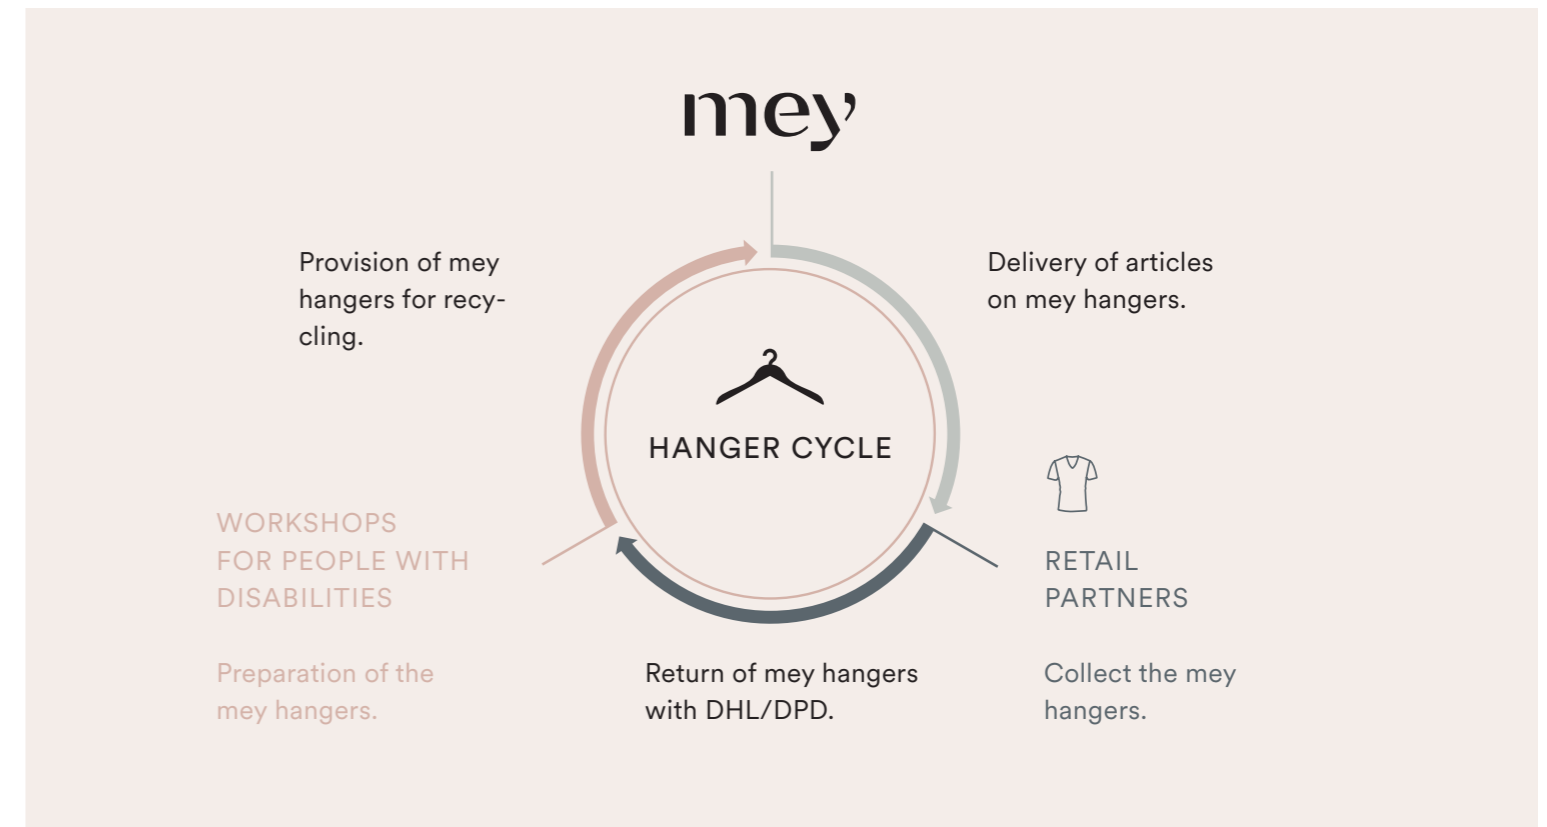 mey
Provision of mey
hangers for recy-
cling.
Delivery of articles
on mey hangers.
HANGER CYCLE
WORKSHOPS
FOR PEOPLE WITH
DISABILITIES
Preparation of the
mey hangers.
Return of mey hangers
with DHL/DPD.
RETAIL
PARTNERS
Collect the mey
hangers.